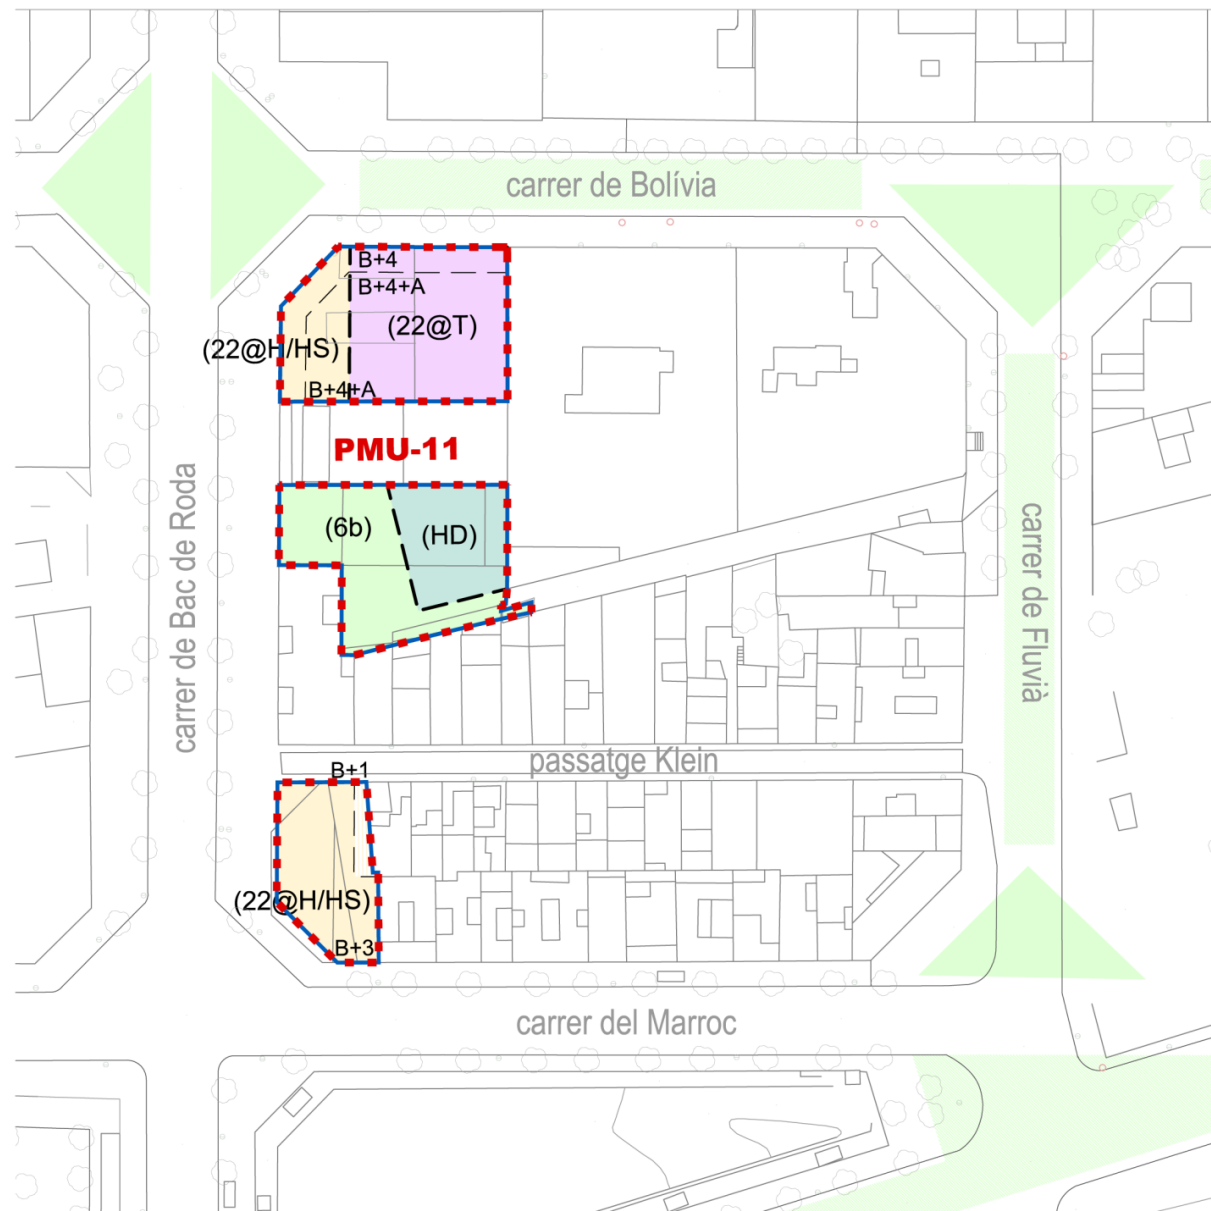 carrer de Bolívia
B+4
B+4+A
(22@T)
(22@H/HS)
B+4+A
PMU-11
carrer de Bac de Roda
(6b)
(HD)
carrer de Fluvià
passatge Klein
B+1
(22@H/HS)
B+3
carrer del Marroc